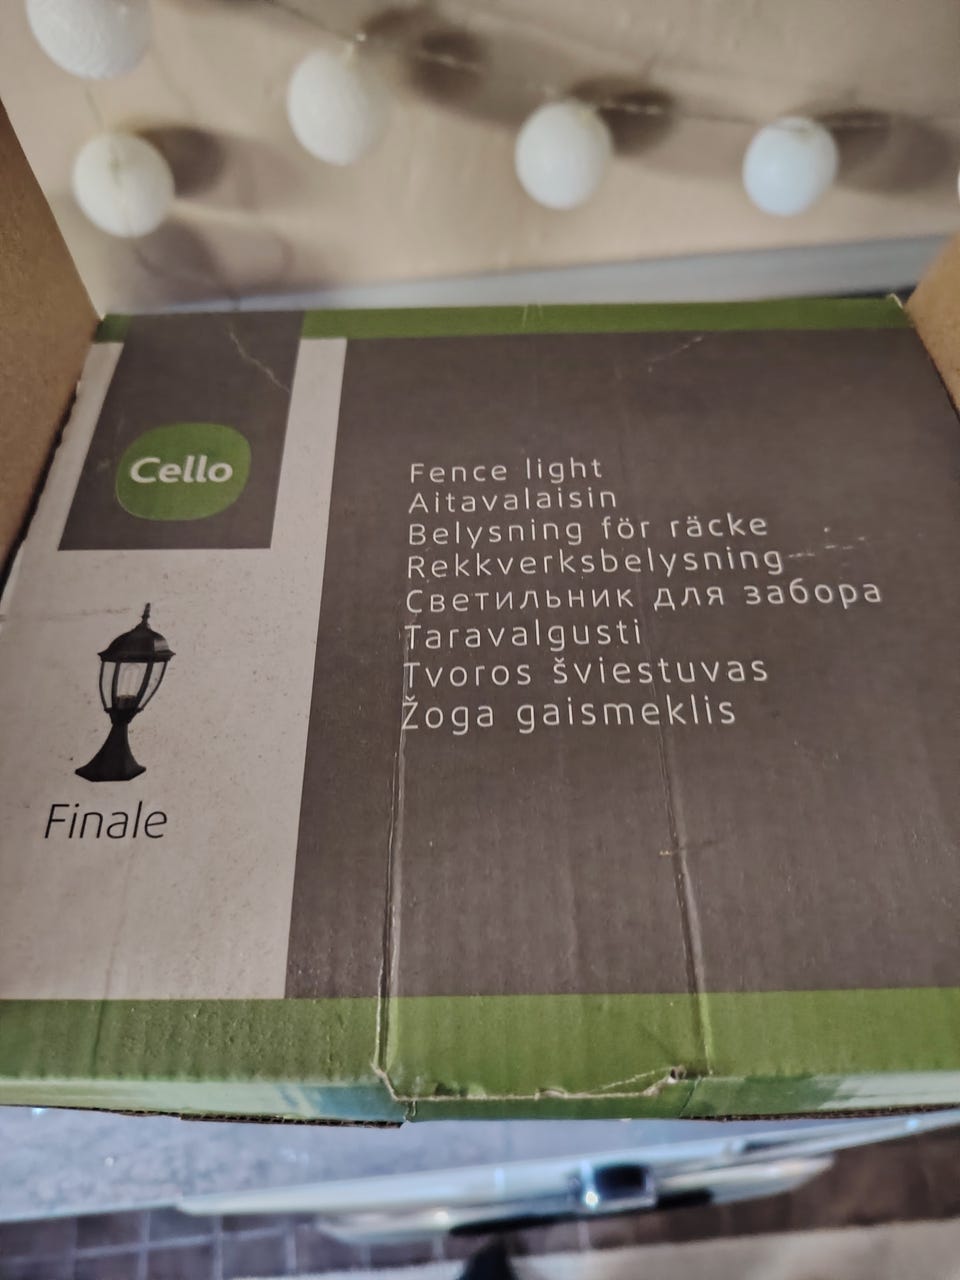 Cello
Finale
Fence light
Aitavalaisin
Belysning för räcke
Rekkverksbelysning
Светильник для забора
Taravalgusti
Tvoros šviestuvas
Žoga gaismeklis